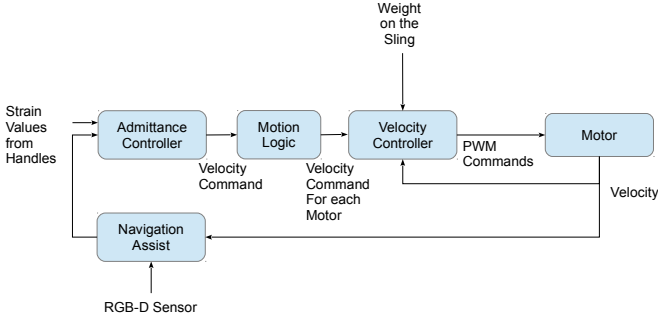 Weight
on the
Sling
Strain
Values
from
Handles
Admittance
Controller
Motion
Logic
Velocity
Controller
Motor
Velocity
Command
Velocity
Command
For each
Motor
PWM
Commands
Velocity
Navigation
Assist
RGB-D Sensor